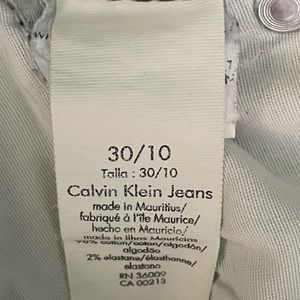 30/10
Talla : 30/10
Calvin Klein Jeans
made in Mauritius/
fabriqué à l'île Maurice/
hecho en Mauricio/
made in Ilhas Mauricias
98% cotton/coton/algodón/
algodão
2% elastane/élasthanne/
elastano
RN 36009
CA 00213